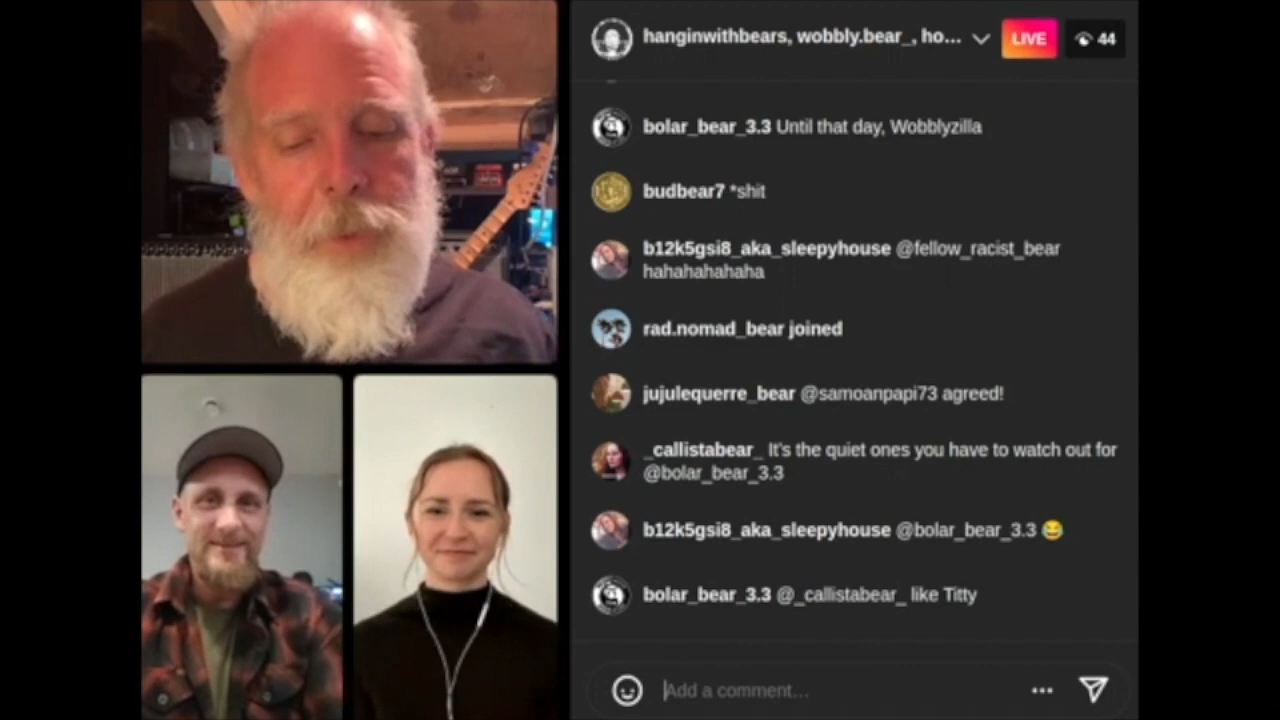 hanginwithbears, wobbly.bear_, ho...
LIVE
44
bolar_bear_3.3 Until that day, Wobblyzilla
budbear7 *shit
b12k5gsi8_aka_sleepyhouse @fellow_racist_bear
hahahahahaha
rad.nomad_bear joined
jujulequerre_bear @samoanpapi73 agreed!
_callistabear_ It's the quiet ones you have to watch out for
@bolar_bear_3.3
b12k5gsi8_aka_sleepyhouse @bolar_bear_3.3 😂
bolar_bear_3.3 @_callistabear_ like Titty
Add a comment...